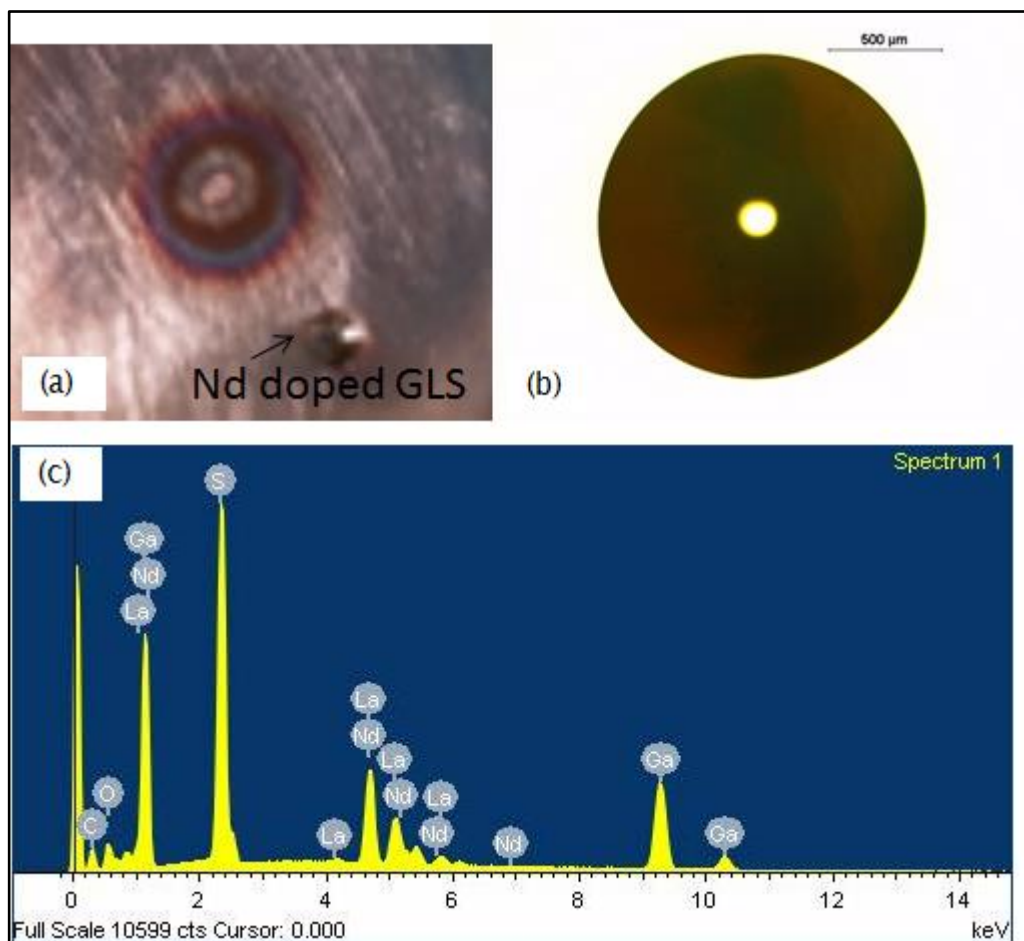 500 µm
(a)
Nd doped GLS
(b)
(c)
Spectrum 1
S
Ga
Nd
La
O
C
La
Nd
La
La
Nd
La
Nd
Nd
Ga
Ga
0 2 4 6 8 10 12 14
Full Scale 10599 cts Cursor: 0.000
keV